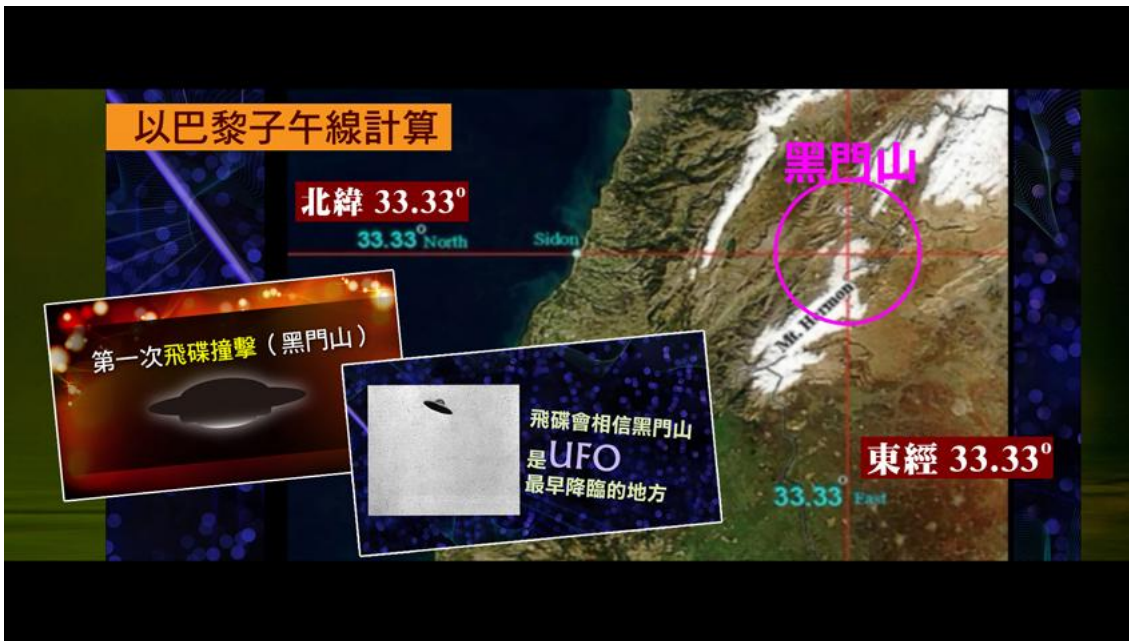 以巴黎子午線計算
黑門山
北緯 33.33°
33.33° North
Sidon
Mt. Hermon
第一次飛碟撞擊（黑門山）
飛碟會相信黑門山
是UFO
最早降臨的地方
東經 33.33°
33.33° East